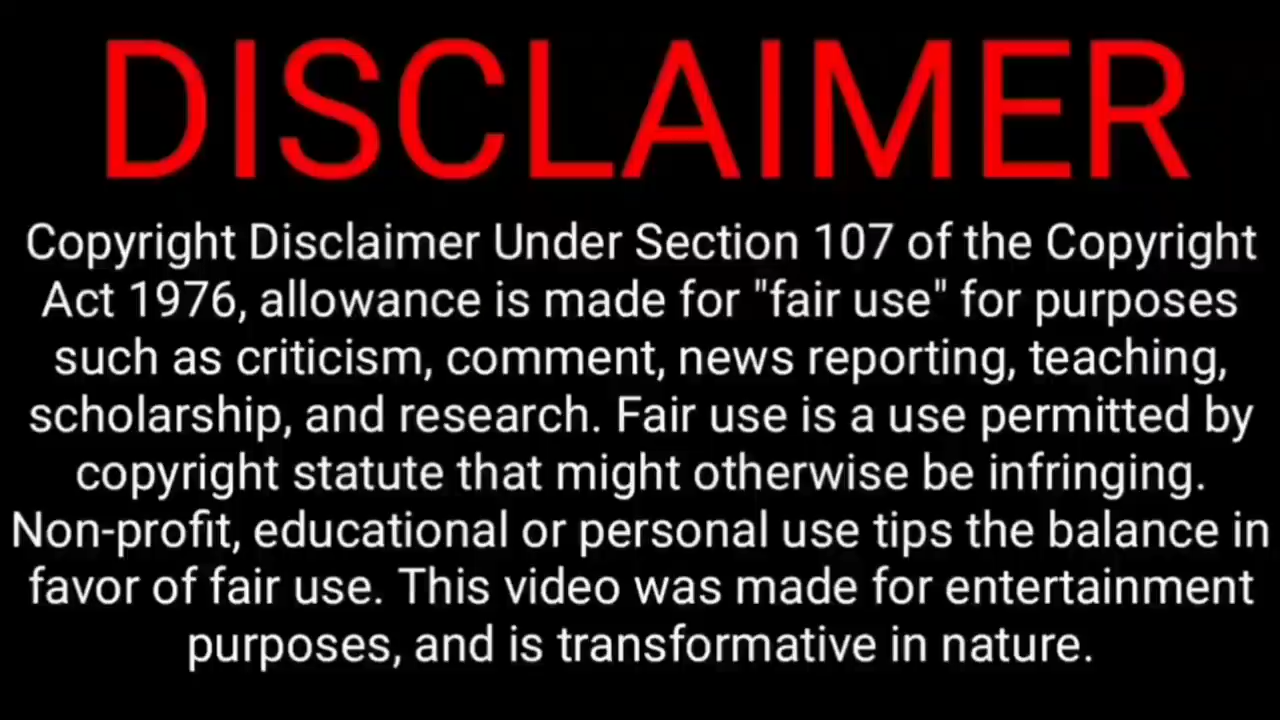 DISCLAIMER
Copyright Disclaimer Under Section 107 of the Copyright
Act 1976, allowance is made for "fair use" for purposes
such as criticism, comment, news reporting, teaching,
scholarship, and research. Fair use is a use permitted by
copyright statute that might otherwise be infringing.
Non-profit, educational or personal use tips the balance in
favor of fair use. This video was made for entertainment
purposes, and is transformative in nature.